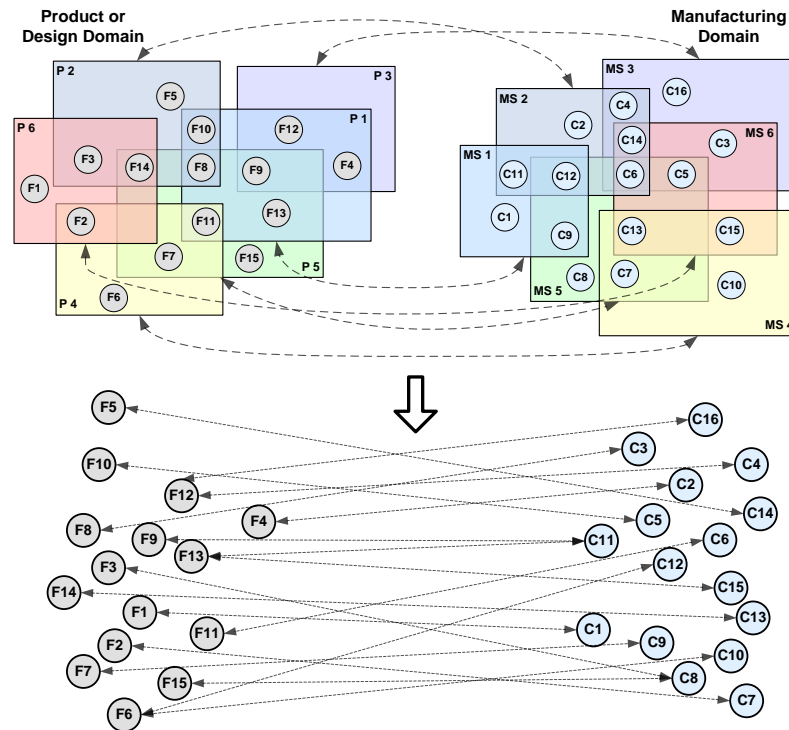 Product or
Design Domain
Manufacturing
Domain
P 2
P 3
MS 3
F5
C16
MS 2
C4
P 1
C2
P 6
F10
F12
MS 6
C14
C3
MS 1
F3
F14
F8
F9
F4
C11
C12
C6
C5
F1
F2
F11
F13
C1
C9
C13
C15
F7
F15
P 5
C8
C7
MS 5
C10
P 4
F6
MS 4
F5
C16
C3
F10
C4
F12
C2
F4
C14
F8
C5
F9
C11
C6
F13
F3
C12
F14
C15
F1
C13
F11
C1
F2
C9
F7
C10
F15
C8
F6
C7